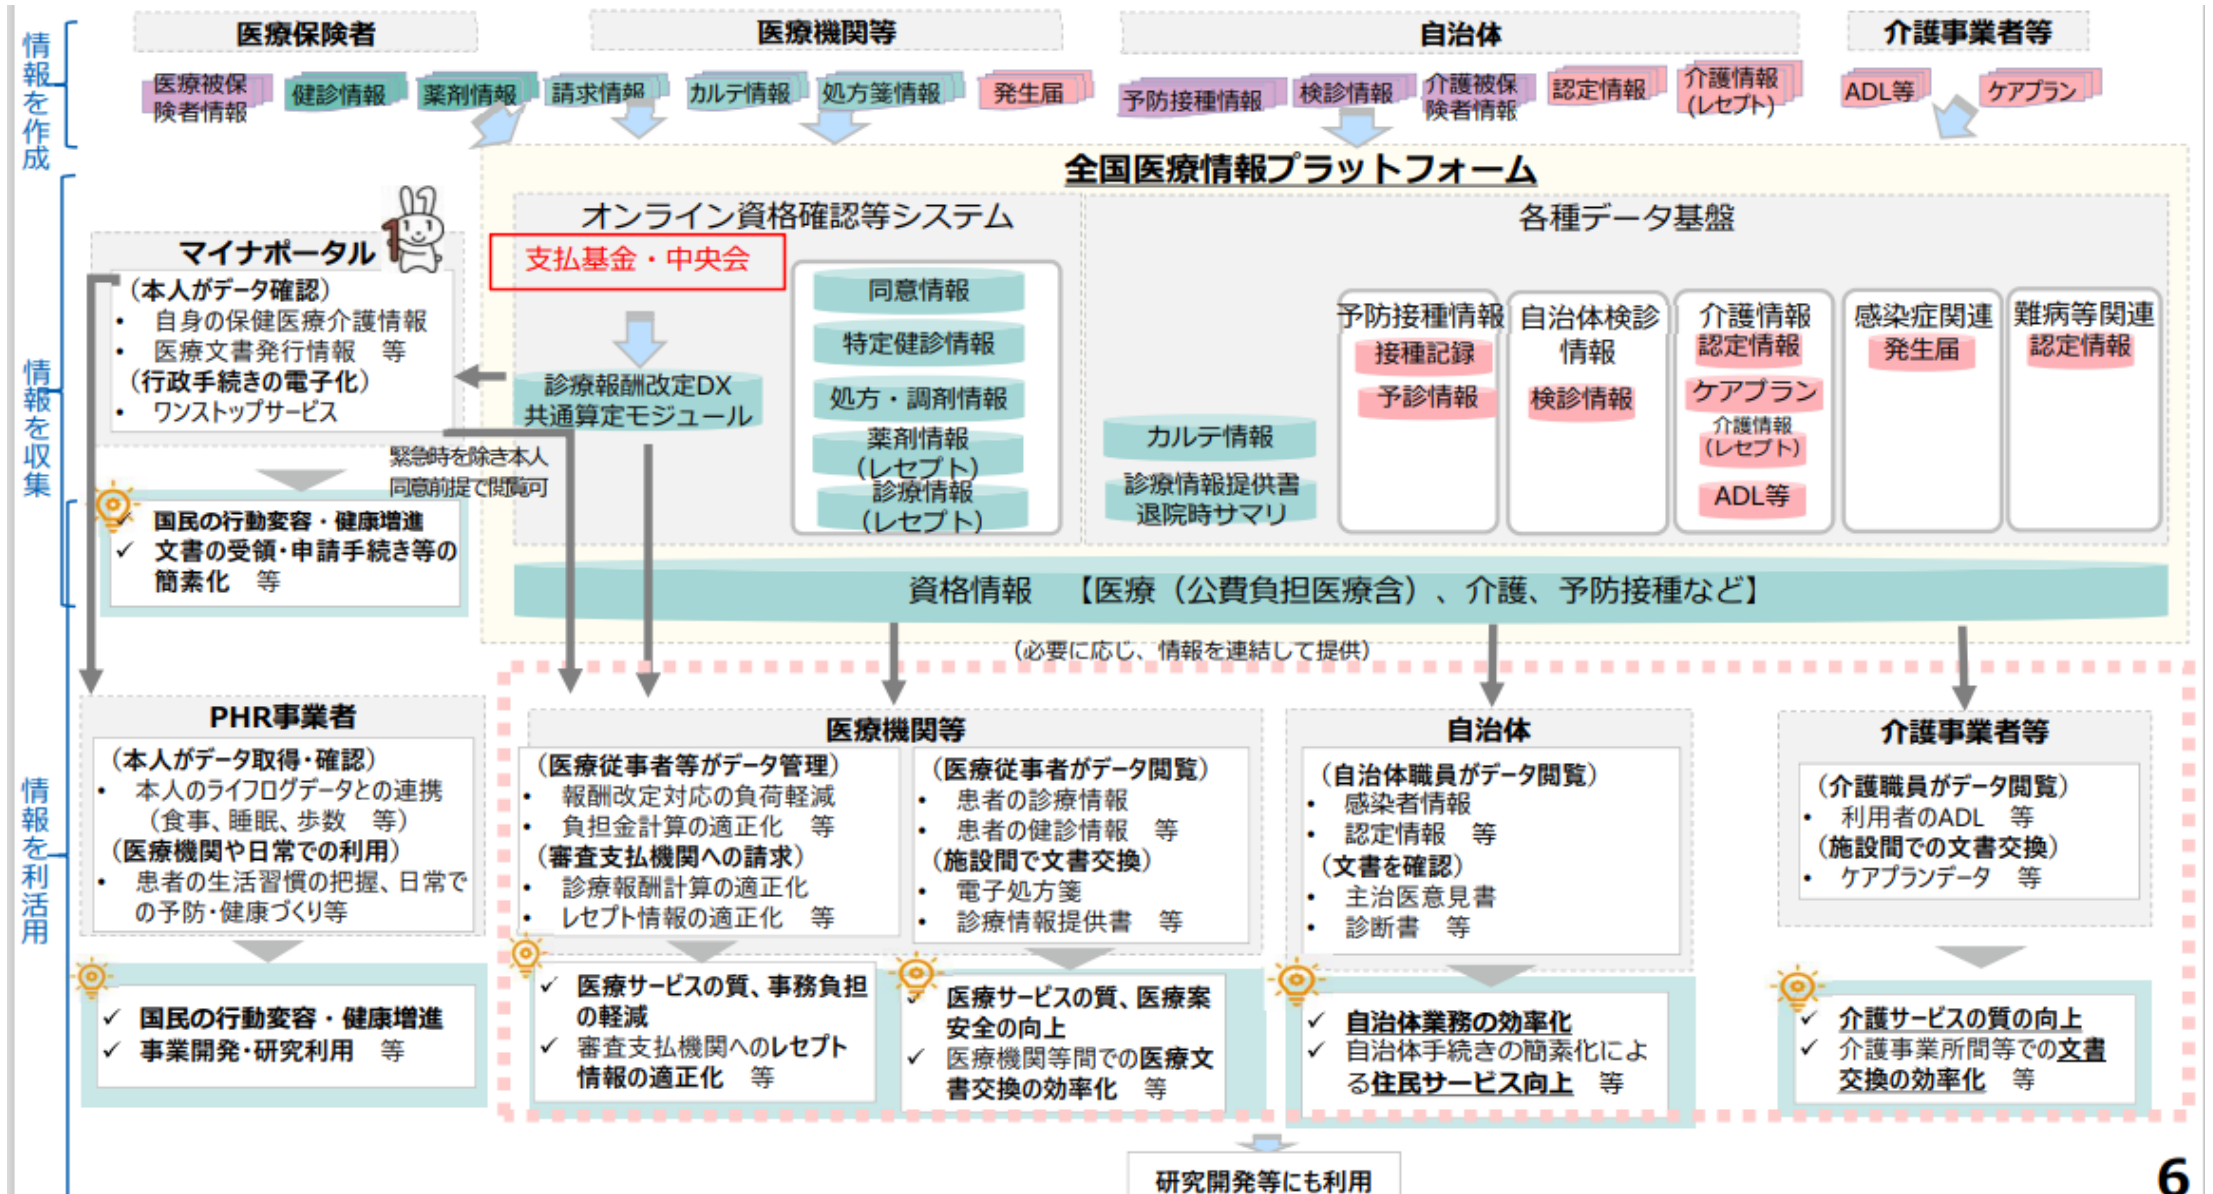 情報を作成
医療保険者
医療被保
険者情報
健診情報
薬剤情報
医療機関等
請求情報
カルテ情報
処方箋情報
発生届
自治体
予防接種情報
検診情報
介護被保
険者情報
認定情報
介護情報
(レセプト)
介護事業者等
ADL等
ケアプラン
情報を収集
全国医療情報プラットフォーム
マイナポータル
(本人がデータ確認)
• 自身の保健医療介護情報
• 医療文書発行情報 等
(行政手続きの電子化)
• ワンストップサービス
✓ 国民の行動変容・健康増進
✓ 文書の受領・申請手続き等の
簡素化 等
緊急時を除き本人
同意前提で閲覧可
オンライン資格確認等システム
支払基金・中央会
診療報酬改定DX
共通算定モジュール
同意情報
特定健診情報
処方・調剤情報
薬剤情報
(レセプト)
診療情報
(レセプト)
各種データ基盤
カルテ情報
診療情報提供書
退院時サマリ
予防接種情報
接種記録
予診情報
自治体検診
情報
検診情報
介護情報
認定情報
ケアプラン
介護情報
(レセプト)
ADL等
感染症関連
発生届
難病等関連
認定情報
資格情報 【医療(公費負担医療含)、介護、予防接種など】
(必要に応じ、情報を連結して提供)
情報を利活用
PHR事業者
(本人がデータ取得・確認)
• 本人のライフログデータとの連携
(食事、睡眠、歩数 等)
(医療機関や日常での利用)
• 患者の生活習慣の把握、日常で
の予防・健康づくり等
✓ 国民の行動変容・健康増進
✓ 事業開発・研究利用 等
医療機関等
(医療従事者等がデータ管理)
• 報酬改定対応の負荷軽減
• 負担金計算の適正化 等
(審査支払機関への請求)
• 診療報酬計算の適正化
• レセプト情報の適正化 等
✓ 医療サービスの質、事務負担
の軽減
✓ 審査支払機関へのレセプト
情報の適正化 等
(医療従事者がデータ閲覧)
• 患者の診療情報
• 患者の健診情報 等
(施設間で文書交換)
• 電子処方箋
• 診療情報提供書 等
✓ 医療サービスの質、医療案
安全の向上
✓ 医療機関等間での医療文
書交換の効率化 等
自治体
(自治体職員がデータ閲覧)
• 感染者情報
• 認定情報 等
(文書を確認)
• 主治医意見書
• 診断書 等
✓ 自治体業務の効率化
✓ 自治体手続きの簡素化によ
る住民サービス向上 等
介護事業者等
(介護職員がデータ閲覧)
• 利用者のADL 等
(施設間での文書交換)
• ケアプランデータ 等
✓ 介護サービスの質の向上
✓ 介護事業所間等での文書
交換の効率化 等
研究開発等にも利用
6